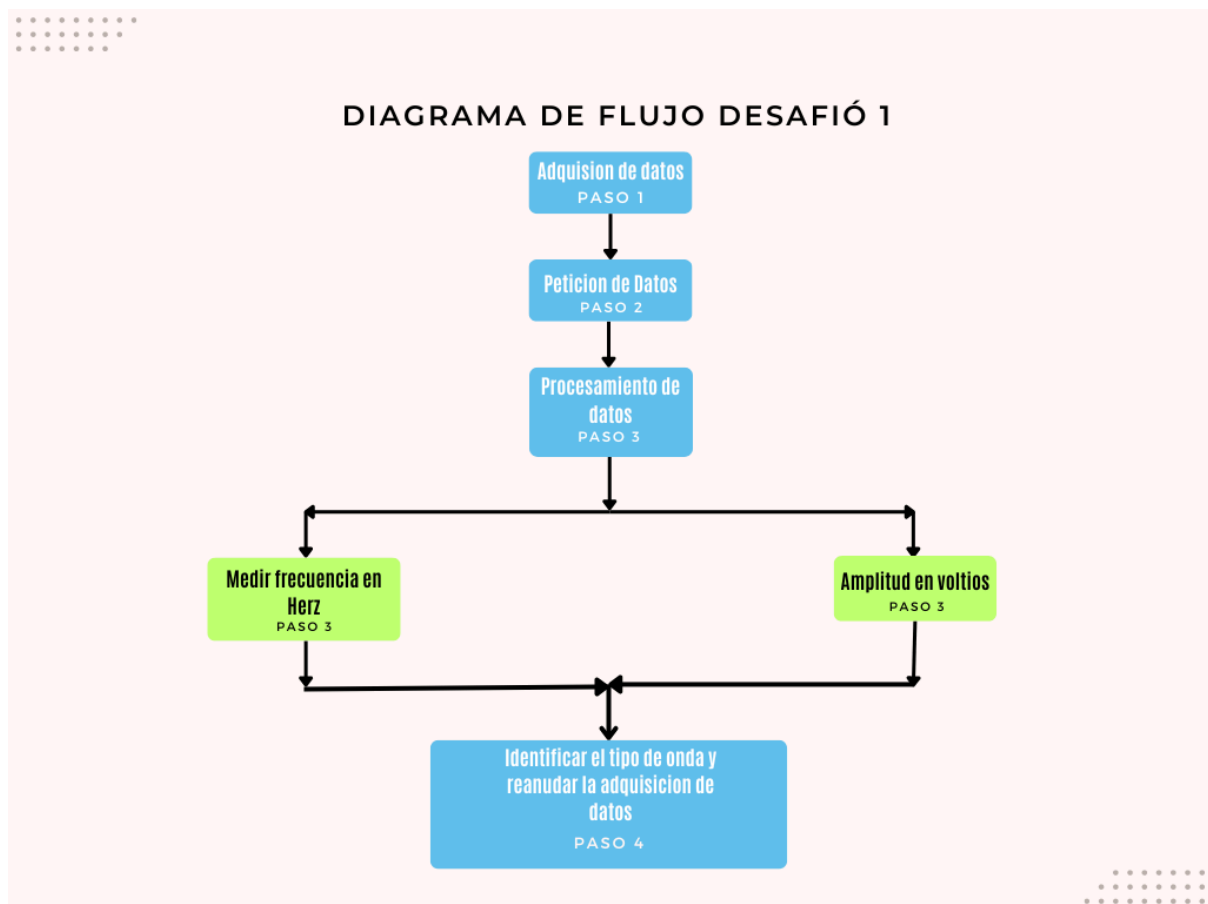 DIAGRAMA DE FLUJO DESAFIÓ 1
Adquision de datos
PASO 1
Peticion de Datos
PASO 2
Procesamiento de
datos
PASO 3
Medir frecuencia en
Herz
PASO 3
Amplitud en voltios
PASO 3
Identificar el tipo de onda y
reanudar la adquisicion de
datos
PASO 4